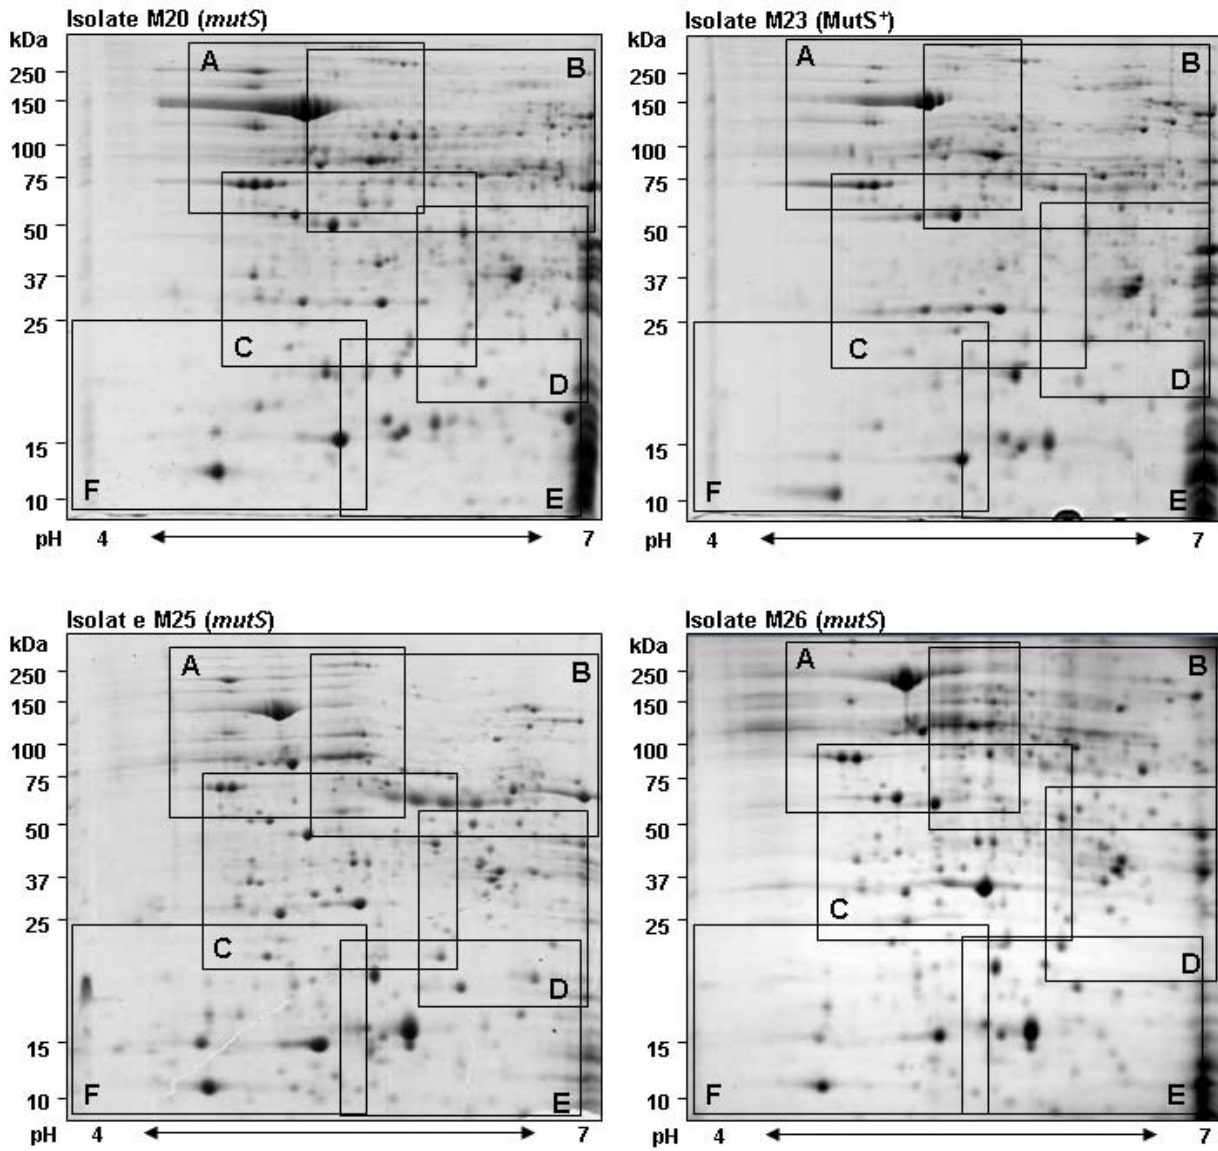 Isolate M20 (mutS)
kDa
250
150
100
75
50
37
25
15
10
A
B
C
D
E
F
pH 4 7
Isolate M23 (MutS+)
kDa
250
150
100
75
50
37
25
15
10
A
B
C
D
E
F
pH 4 7
Isolat e M25 (mutS)
kDa
250
150
100
75
50
37
25
15
10
A
B
C
D
E
F
pH 4 7
Isolate M26 (mutS)
kDa
250
150
100
75
50
37
25
15
10
A
B
C
D
E
F
pH 4 7